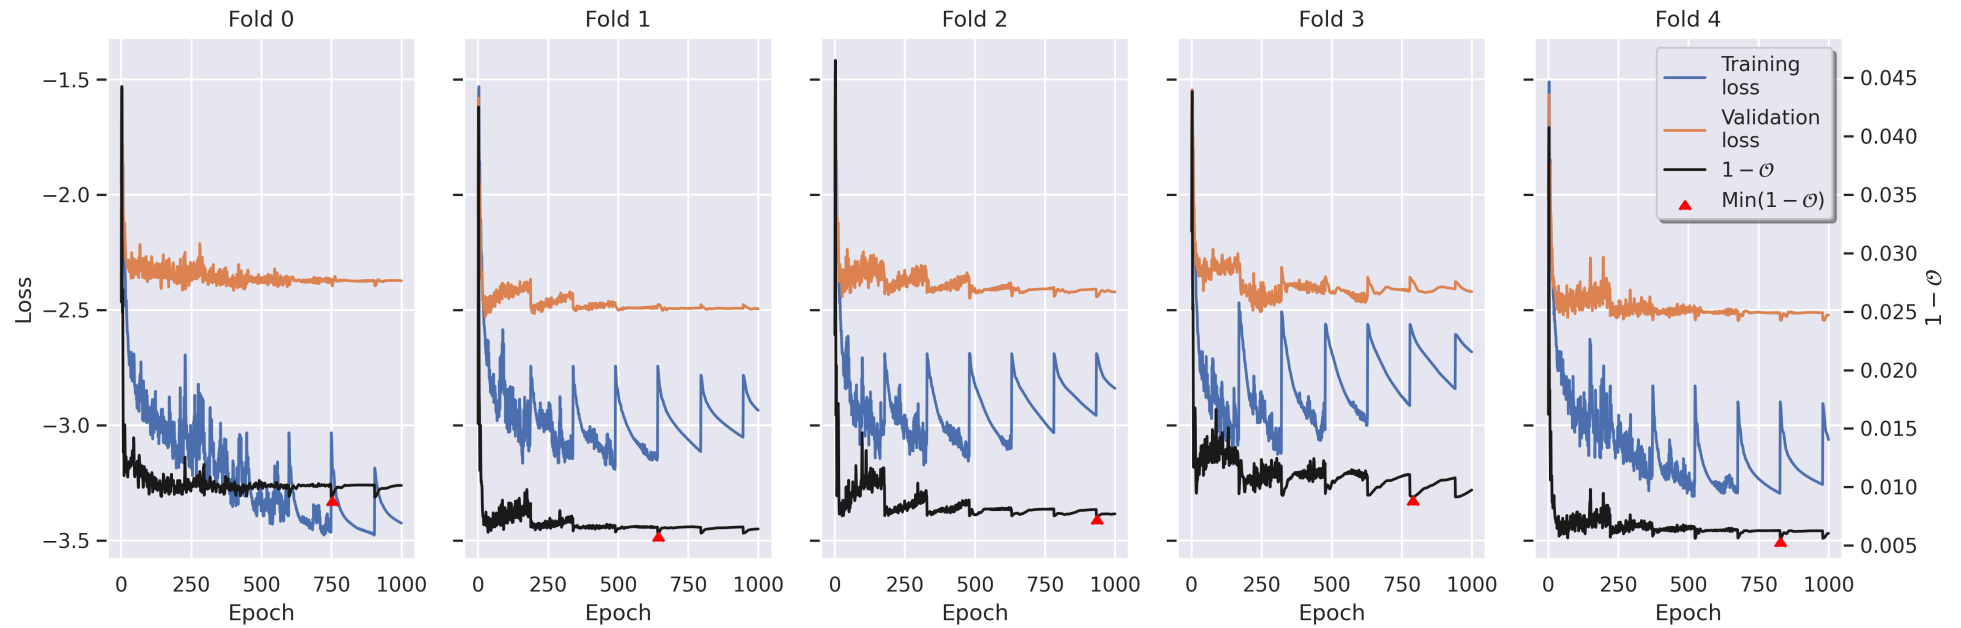 Fold 0
Fold 1
Fold 2
Fold 3
Fold 4
Loss
−1.5
−2.0
−2.5
−3.0
−3.5
0 250 500 750 1000
0 250 500 750 1000
0 250 500 750 1000
0 250 500 750 1000
0 250 500 750 1000
Epoch
Epoch
Epoch
Epoch
Epoch
Training
loss
Validation
loss
1 − 𝒪
Min(1 − 𝒪)
0.045
0.040
0.035
0.030
0.025
0.020
0.015
0.010
0.005
1 − 𝒪